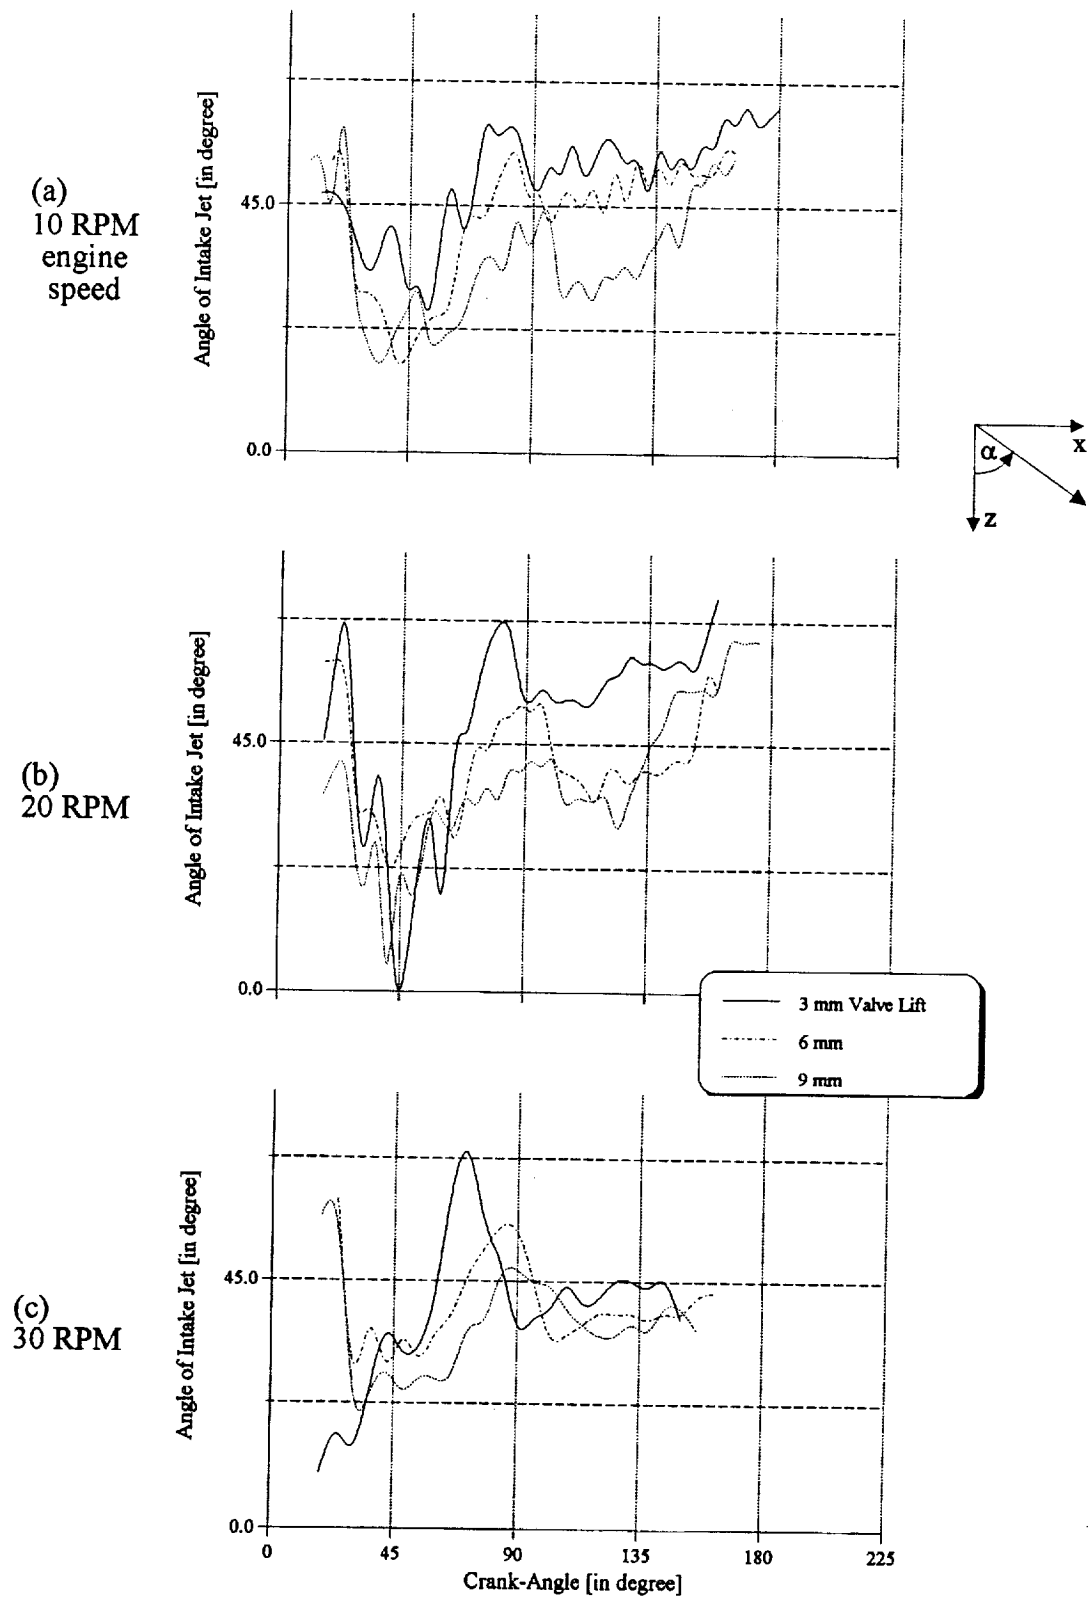 (a)
10 RPM
engine
speed
Angle of Intake Jet [in degree]
45.0
0.0
α
x
z
(b)
20 RPM
Angle of Intake Jet [in degree]
45.0
0.0
3 mm Valve Lift
6 mm
9 mm
(c)
30 RPM
Angle of Intake Jet [in degree]
45.0
0.0
0 45 90 135 180 225
Crank-Angle [in degree]